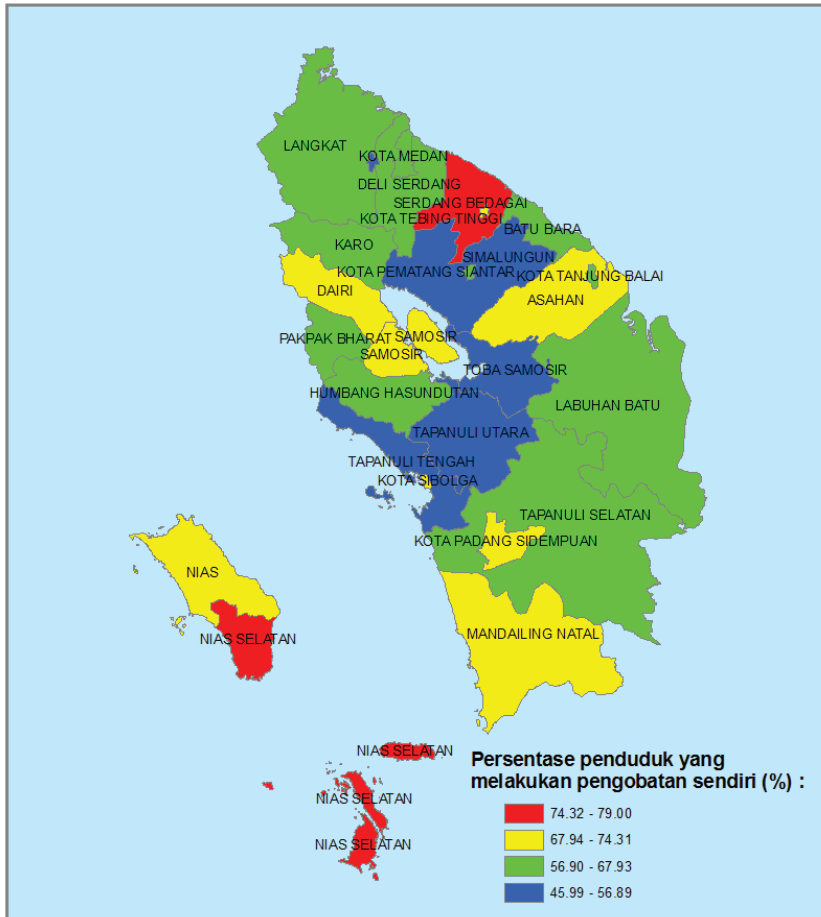 LANGKAT
KOTA MEDAN
DELI SERDANG
SERDANG BEDAGAI
KOTA TEBING TINGGI
BATU BARA
KARO
SIMALUNGUN
KOTA PEMATANG SIANTAR
KOTA TANJUNG BALAI
DAIRI
ASAHAN
PAKPAK BHARAT
SAMOSIR
SAMOSIR
TOBA SAMOSIR
HUMBANG HASUNDUTAN
LABUHAN BATU
TAPANULI UTARA
TAPANULI TENGAH
KOTA SIBOLGA
TAPANULI SELATAN
KOTA PADANG SIDEMPUAN
NIAS
NIAS SELATAN
MANDAILING NATAL
NIAS SELATAN
NIAS SELATAN
NIAS SELATAN
Persentase penduduk yang
melakukan pengobatan sendiri (%) :
74.32 - 79.00
67.94 - 74.31
56.90 - 67.93
45.99 - 56.89